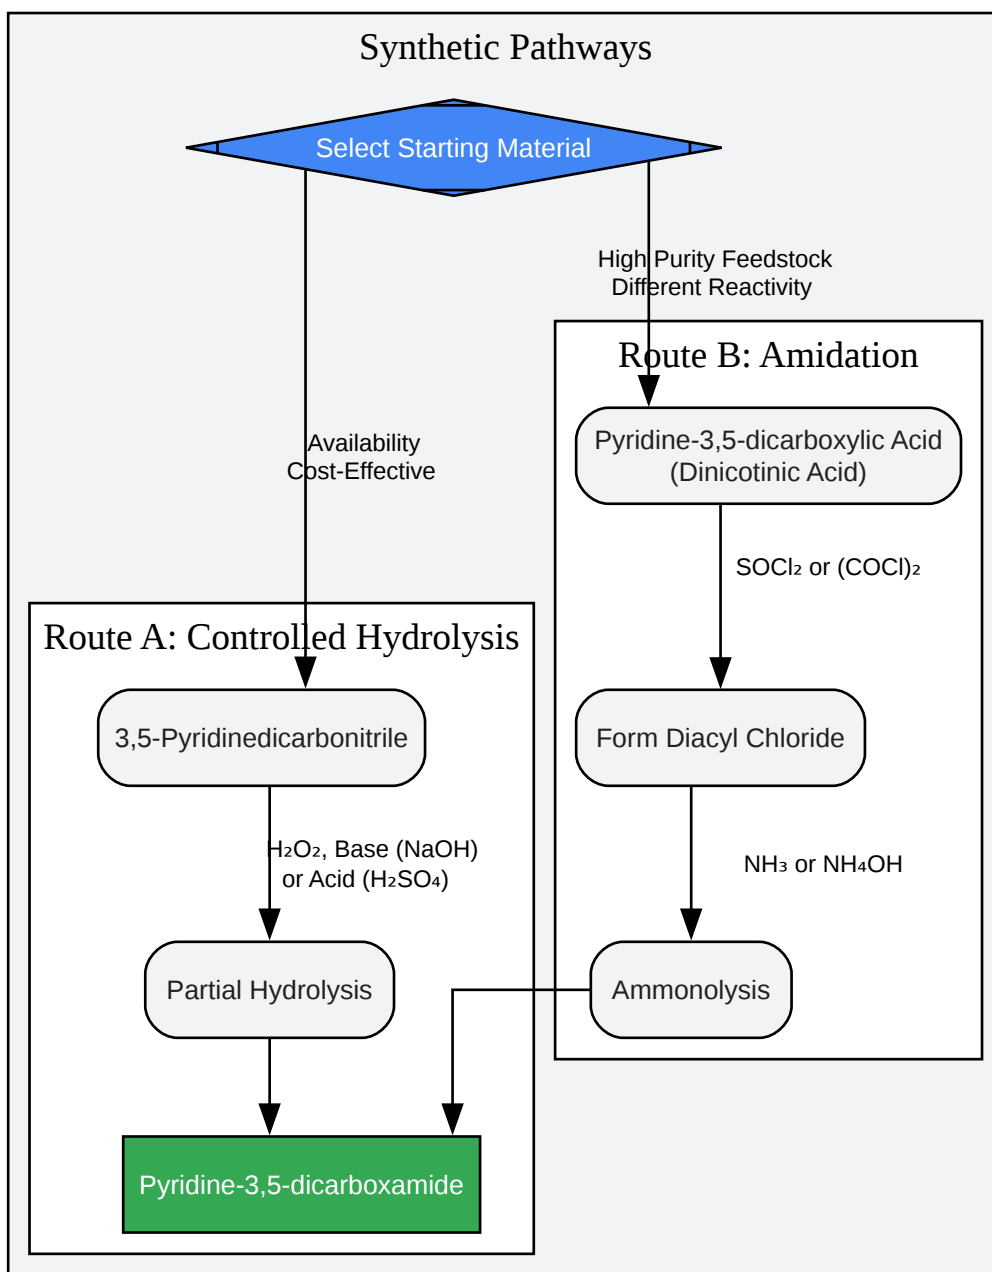 Synthetic Pathways
Select Starting Material
High Purity Feedstock
Different Reactivity
Route B: Amidation
Pyridine-3,5-dicarboxylic Acid
(Dinicotinic Acid)
Availability
Cost-Effective
SOCl₂ or (COCl)₂
Route A: Controlled Hydrolysis
3,5-Pyridinedicarbonitrile
Form Diacyl Chloride
H₂O₂, Base (NaOH)
or Acid (H₂SO₄)
NH₃ or NH₄OH
Partial Hydrolysis
Ammonolysis
Pyridine-3,5-dicarboxamide